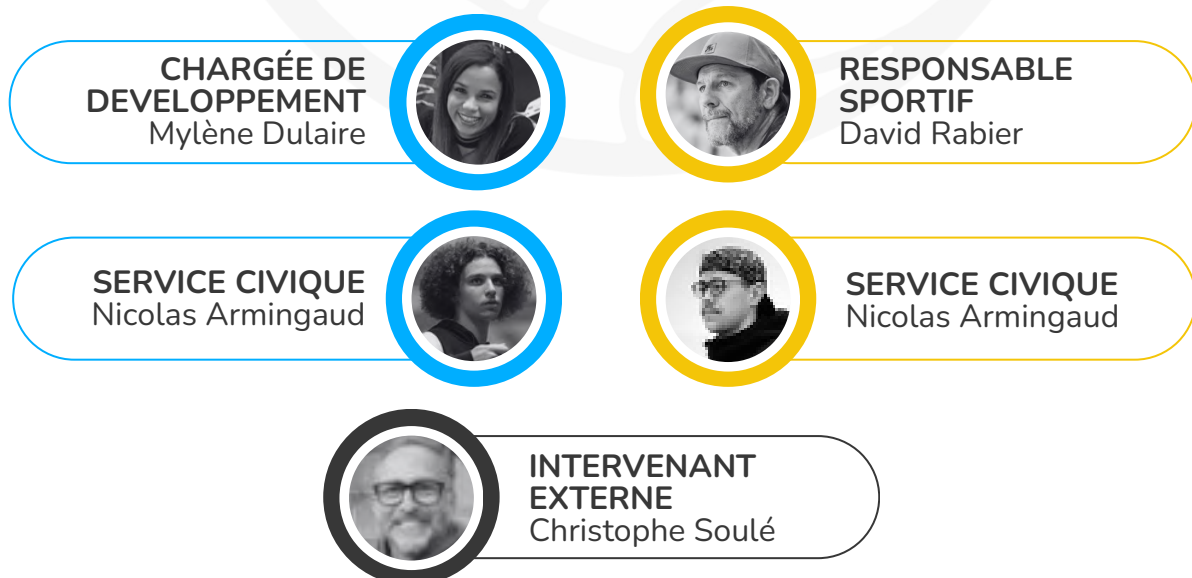 CHARGÉE DE
DEVELOPPEMENT
Mylène Dulaire
RESPONSABLE
SPORTIF
David Rabier
SERVICE CIVIQUE
Nicolas Armingaud
SERVICE CIVIQUE
Nicolas Armingaud
INTERVENANT
EXTERNE
Christophe Soulé